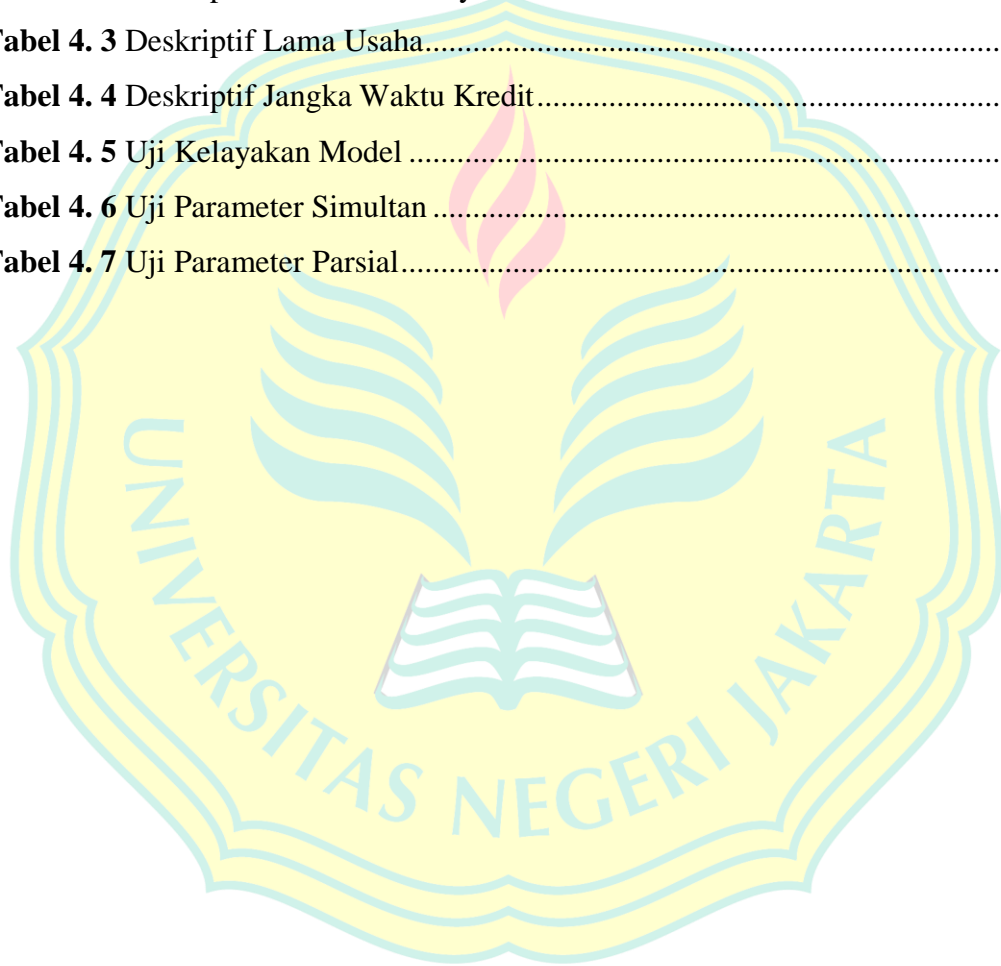 Tabel 4. 3 Deskriptif Lama Usaha........................................................................
Tabel 4. 4 Deskriptif Jangka Waktu Kredit..........................................................
Tabel 4. 5 Uji Kelayakan Model ..........................................................................
Tabel 4. 6 Uji Parameter Simultan .......................................................................
Tabel 4. 7 Uji Parameter Parsial...........................................................................
UNIVERSITAS NEGERI JAKARTA